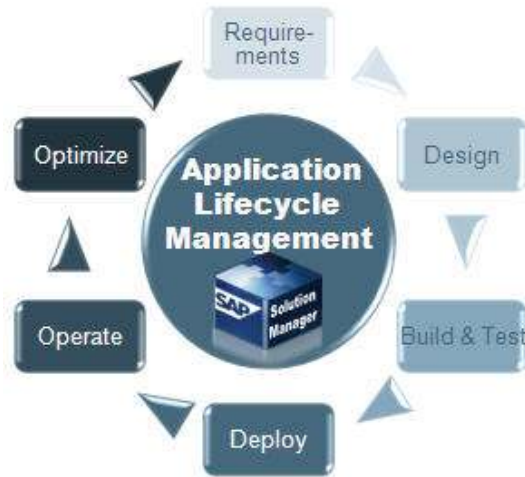 Require-
ments
Optimize
Design
Application
Lifecycle
Management
SAP
Solution
Manager
Operate
Build & Test
Deploy